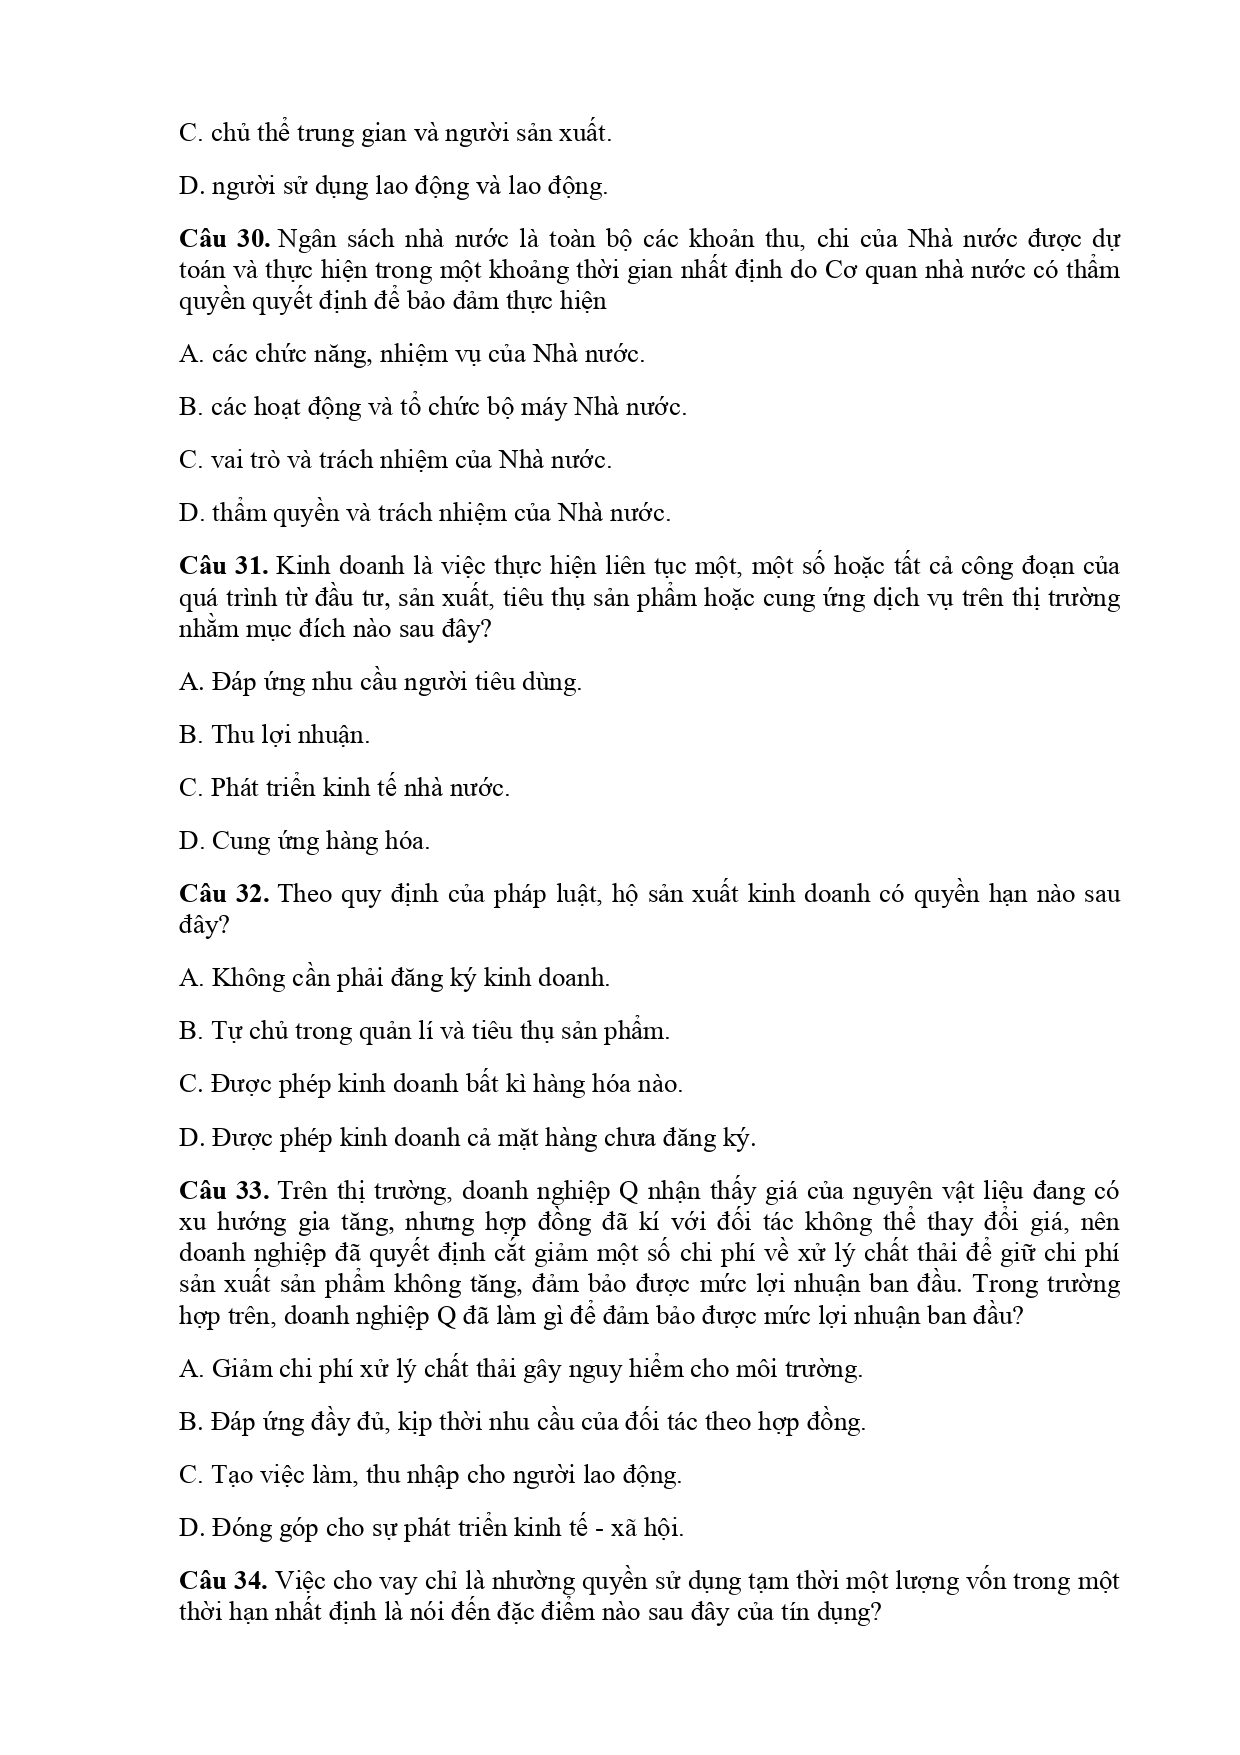 C. chủ thể trung gian và người sản xuất.
D. người sử dụng lao động và lao động.
Câu 30. Ngân sách nhà nước là toàn bộ các khoản thu, chi của Nhà nước được dự
toán và thực hiện trong một khoảng thời gian nhất định do Cơ quan nhà nước có thẩm
quyền quyết định để bảo đảm thực hiện
A. các chức năng, nhiệm vụ của Nhà nước.
B. các hoạt động và tổ chức bộ máy Nhà nước.
C. vai trò và trách nhiệm của Nhà nước.
D. thẩm quyền và trách nhiệm của Nhà nước.
Câu 31. Kinh doanh là việc thực hiện liên tục một, một số hoặc tất cả công đoạn của
quá trình từ đầu tư, sản xuất, tiêu thụ sản phẩm hoặc cung ứng dịch vụ trên thị trường
nhằm mục đích nào sau đây?
A. Đáp ứng nhu cầu người tiêu dùng.
B. Thu lợi nhuận.
C. Phát triển kinh tế nhà nước.
D. Cung ứng hàng hóa.
Câu 32. Theo quy định của pháp luật, hộ sản xuất kinh doanh có quyền hạn nào sau
đây?
A. Không cần phải đăng ký kinh doanh.
B. Tự chủ trong quản lí và tiêu thụ sản phẩm.
C. Được phép kinh doanh bất kì hàng hóa nào.
D. Được phép kinh doanh cả mặt hàng chưa đăng ký.
Câu 33. Trên thị trường, doanh nghiệp Q nhận thấy giá của nguyên vật liệu đang có
xu hướng gia tăng, nhưng hợp đồng đã kí với đối tác không thể thay đổi giá, nên
doanh nghiệp đã quyết định cắt giảm một số chi phí về xử lý chất thải để giữ chi phí
sản xuất sản phẩm không tăng, đảm bảo được mức lợi nhuận ban đầu. Trong trường
hợp trên, doanh nghiệp Q đã làm gì để đảm bảo được mức lợi nhuận ban đầu?
A. Giảm chi phí xử lý chất thải gây nguy hiểm cho môi trường.
B. Đáp ứng đầy đủ, kịp thời nhu cầu của đối tác theo hợp đồng.
C. Tạo việc làm, thu nhập cho người lao động.
D. Đóng góp cho sự phát triển kinh tế - xã hội.
Câu 34. Việc cho vay chỉ là nhường quyền sử dụng tạm thời một lượng vốn trong một
thời hạn nhất định là nói đến đặc điểm nào sau đây của tín dụng?